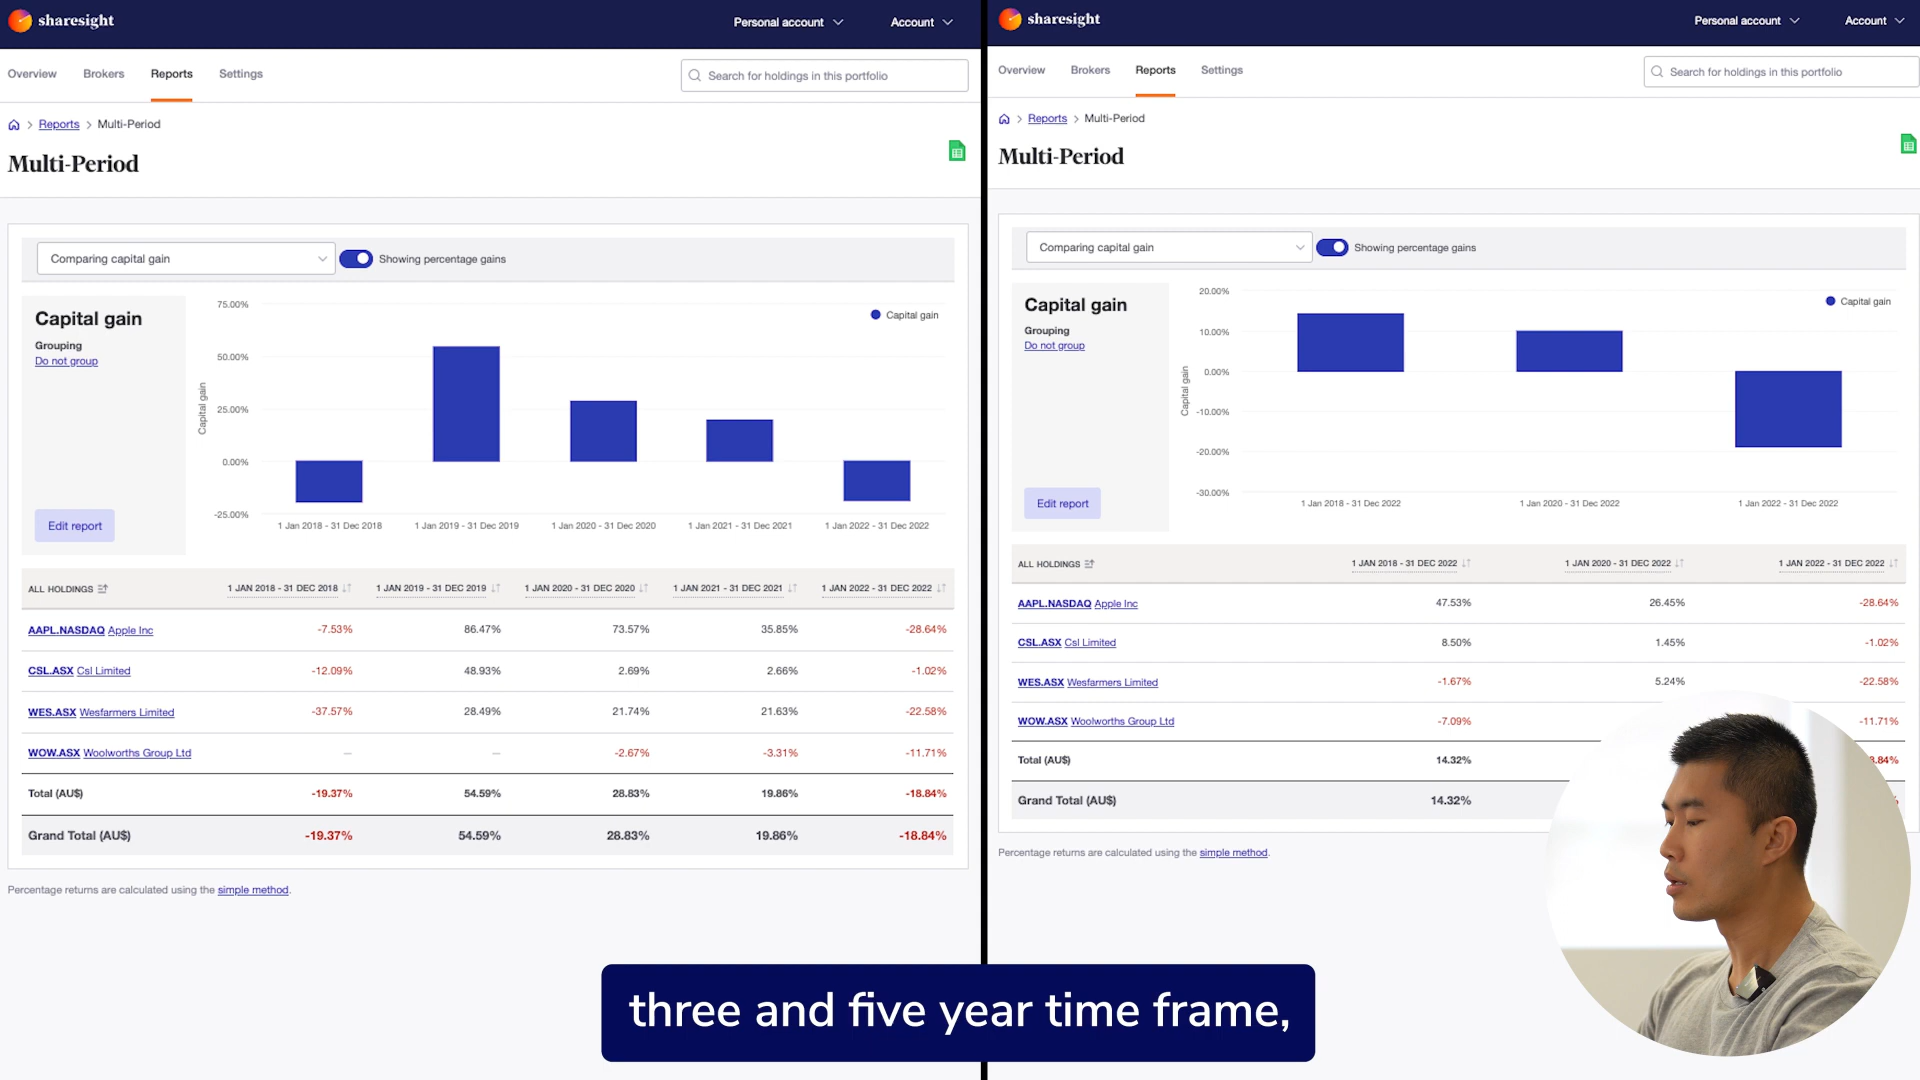 sharesight
Personal account
Account
Overview
Brokers
Reports
Settings
Search for holdings in this portfolio
Reports > Multi-Period
Multi-Period
Comparing capital gain
Showing percentage gains
Capital gain
Grouping
Do not group
Edit report
Capital gain
75.00%
50.00%
25.00%
0.00%
-25.00%
Capital gain
1 Jan 2018 - 31 Dec 2018
1 Jan 2019 - 31 Dec 2019
1 Jan 2020 - 31 Dec 2020
1 Jan 2021 - 31 Dec 2021
1 Jan 2022 - 31 Dec 2022
ALL HOLDINGS 1 JAN 2018 - 31 DEC 2018 1 JAN 2019 - 31 DEC 2019 1 JAN 2020 - 31 DEC 2020 1 JAN 2021 - 31 DEC 2021 1 JAN 2022 - 31 DEC 2022
AAPL.NASDAQ Apple Inc -7.53% 86.47% 73.57% 35.85% -28.64%
CSL.ASX Csl Limited -12.09% 48.93% 2.69% 2.66% -1.02%
WES.ASX Wesfarmers Limited -37.57% 28.49% 21.74% 21.63% -22.58%
WOW.ASX Woolworths Group Ltd — — -2.67% -3.31% -11.71%
Total (AU$) -19.37% 54.59% 28.83% 19.86% -18.84%
Grand Total (AU$) -19.37% 54.59% 28.83% 19.86% -18.84%
Percentage returns are calculated using the simple method.
sharesight
Personal account
Account
Overview
Brokers
Reports
Settings
Search for holdings in this portfolio
Reports > Multi-Period
Multi-Period
Comparing capital gain
Showing percentage gains
Capital gain
Grouping
Do not group
Edit report
Capital gain
20.00%
10.00%
0.00%
-10.00%
-20.00%
-30.00%
Capital gain
1 Jan 2018 - 31 Dec 2022
1 Jan 2020 - 31 Dec 2022
1 Jan 2022 - 31 Dec 2022
ALL HOLDINGS 1 JAN 2018 - 31 DEC 2022 1 JAN 2020 - 31 DEC 2022 1 JAN 2022 - 31 DEC 2022
AAPL.NASDAQ Apple Inc 47.53% 26.45% -28.64%
CSL.ASX Csl Limited 8.50% 1.45% -1.02%
WES.ASX Wesfarmers Limited -1.67% 5.24% -22.58%
WOW.ASX Woolworths Group Ltd -7.09% -11.71%
Total (AU$) 14.32%
Grand Total (AU$) 14.32%
Percentage returns are calculated using the simple method.
three and five year time frame,